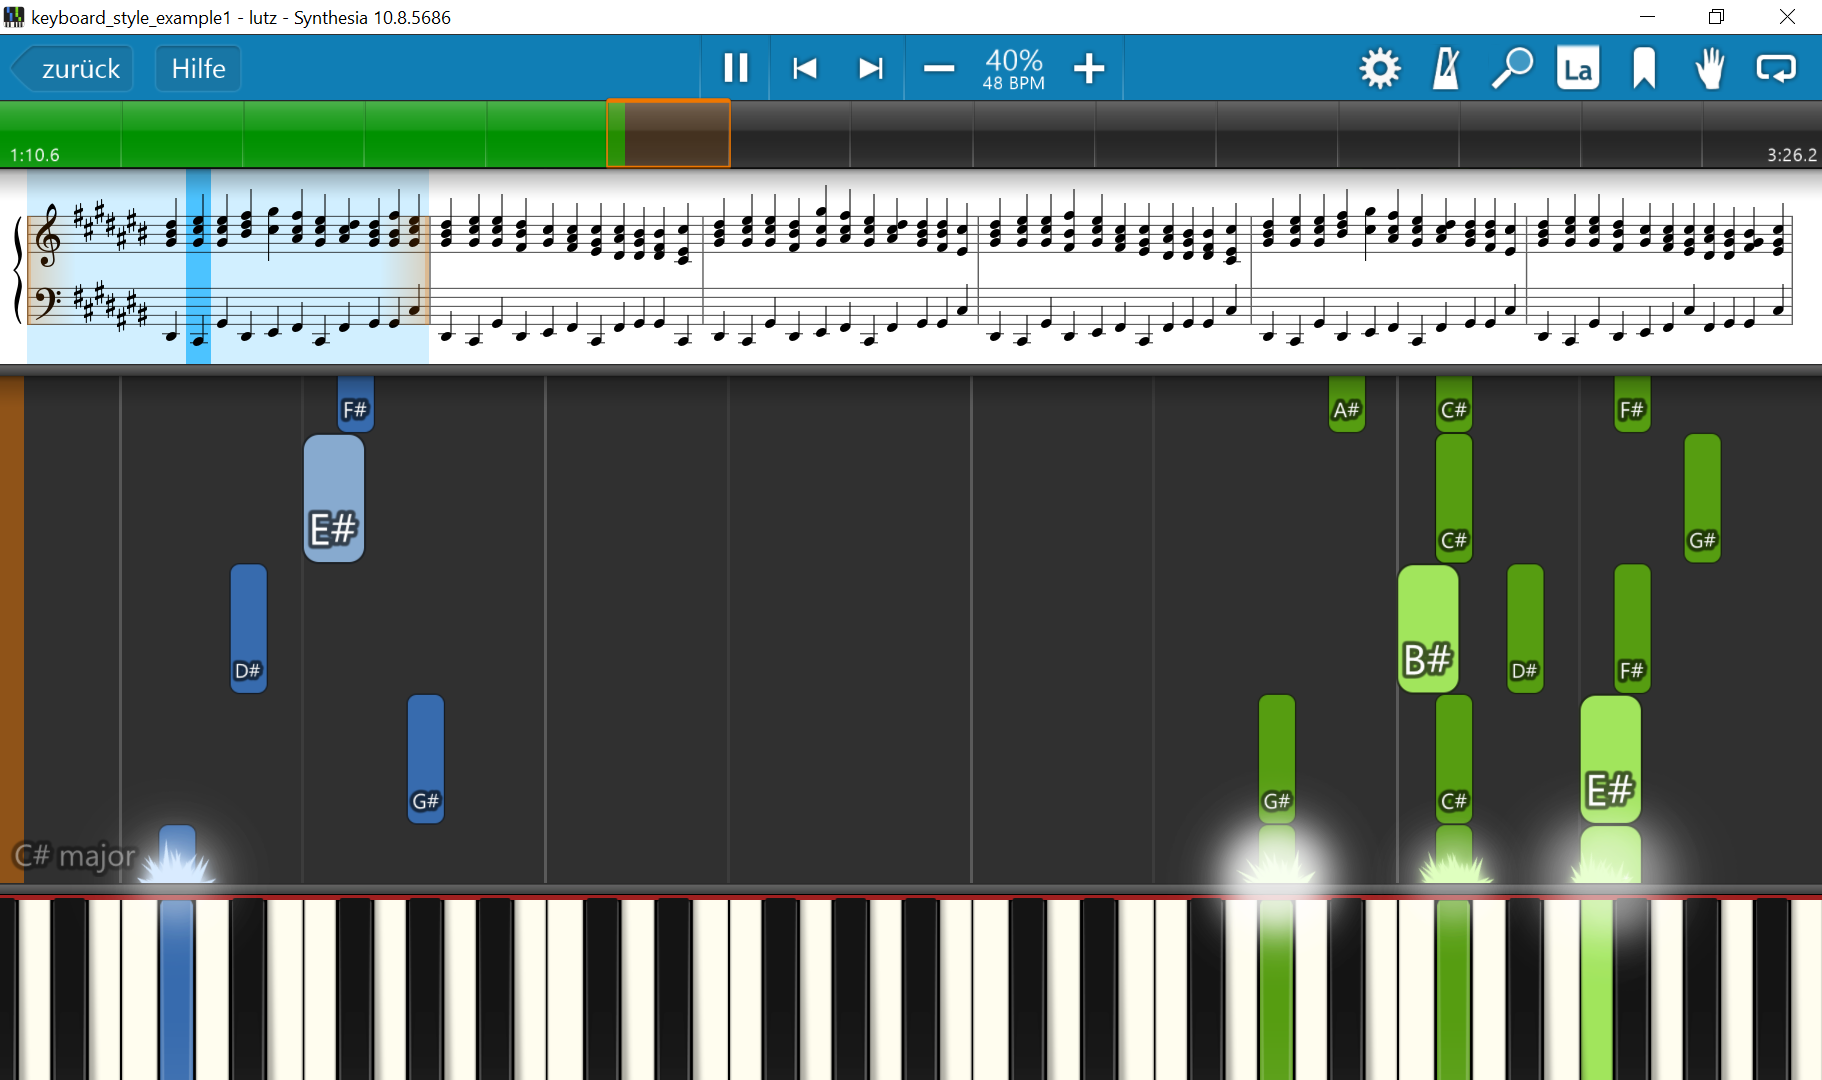 keyboard_style_example1 - lutz - Synthesia 10.8.5686
zurück Hilfe 40% La
48 BPM
1:10.6 3:26.2
F# A# C# F#
E# C# G#
D# B# D# F#
G# G# C# E#
C# major